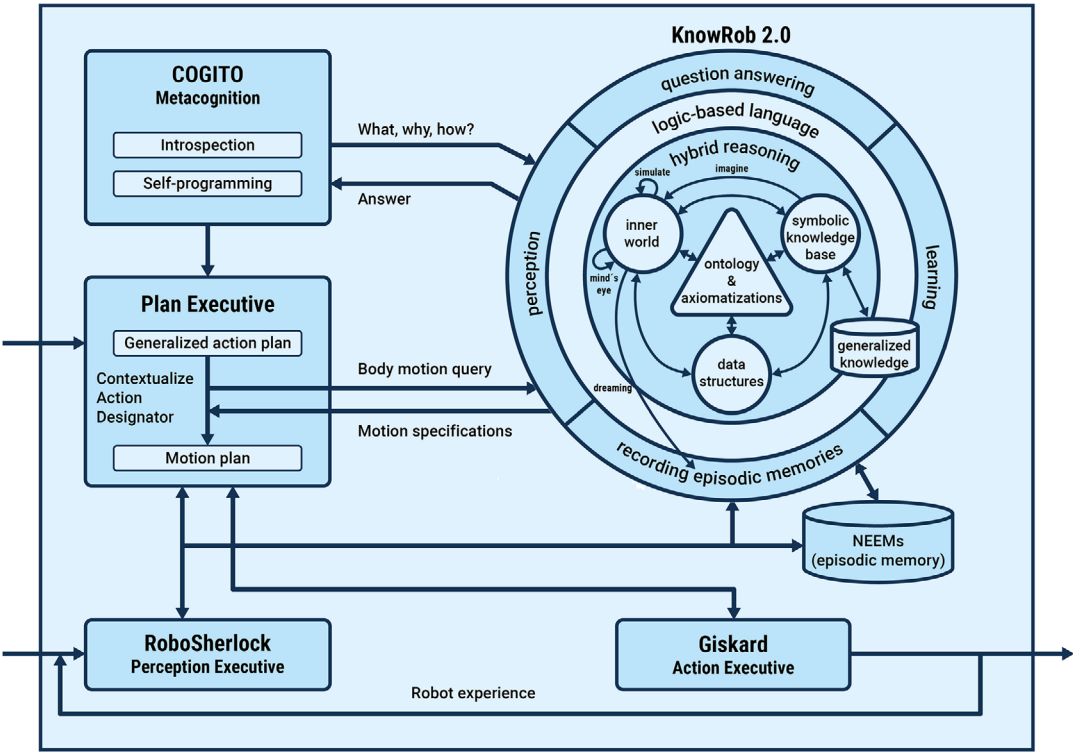 KnowRob 2.0
COGITO
Metacognition
Introspection
Self-programming
What, why, how?
Answer
question answering
logic-based language
hybrid reasoning
perception
learning
recording episodic memories
simulate
imagine
inner
world
symbolic
knowledge
base
mind´s
eye
ontology
&
axiomatizations
data
structures
generalized
knowledge
dreaming
Plan Executive
Generalized action plan
Contextualize
Action
Designator
Motion plan
Body motion query
Motion specifications
NEEMs
(episodic memory)
RoboSherlock
Perception Executive
Giskard
Action Executive
Robot experience